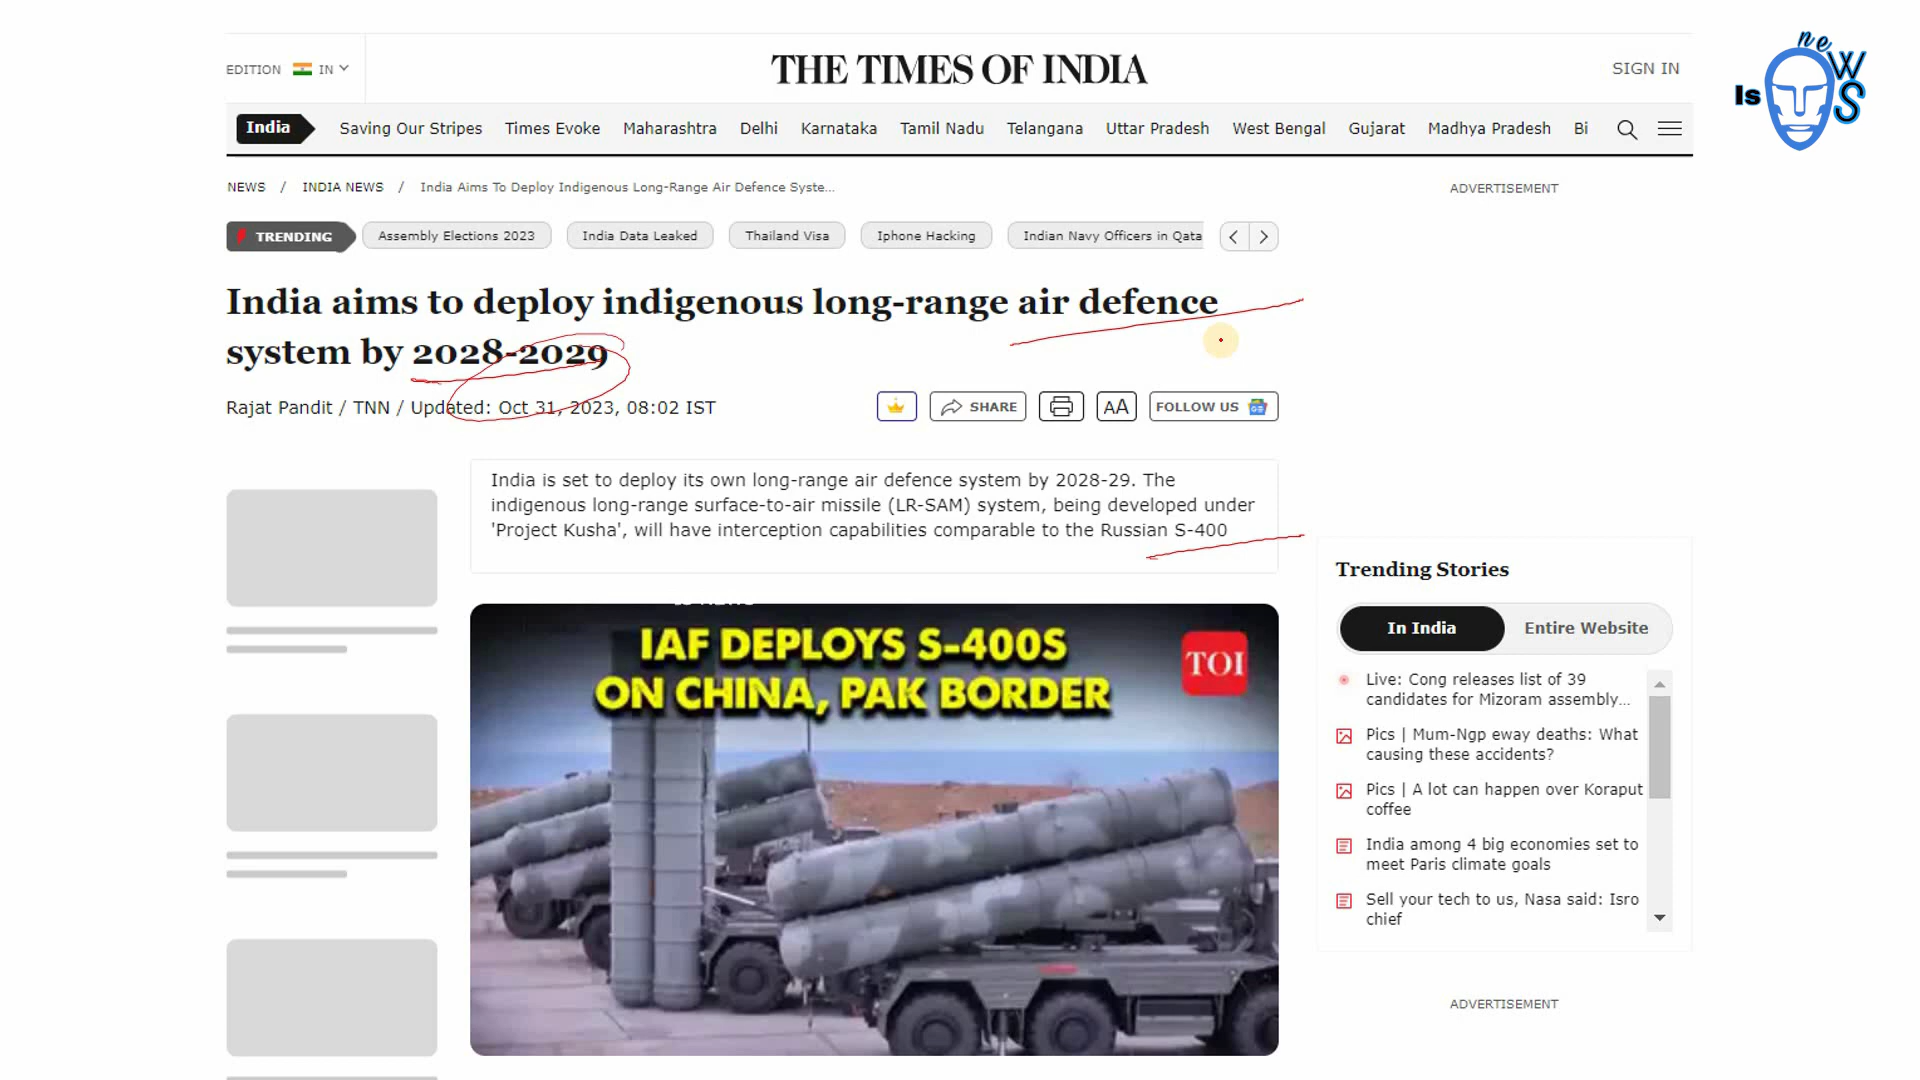 EDITION IN
THE TIMES OF INDIA
SIGN IN
Is neWS
India Saving Our Stripes Times Evoke Maharashtra Delhi Karnataka Tamil Nadu Telangana Uttar Pradesh West Bengal Gujarat Madhya Pradesh Bi
NEWS / INDIA NEWS / India Aims To Deploy Indigenous Long-Range Air Defence Syste...
ADVERTISEMENT
TRENDING Assembly Elections 2023 India Data Leaked Thailand Visa Iphone Hacking Indian Navy Officers in Qata
India aims to deploy indigenous long-range air defence
system by 2028-2029
Rajat Pandit / TNN / Updated: Oct 31, 2023, 08:02 IST
SHARE AA FOLLOW US
India is set to deploy its own long-range air defence system by 2028-29. The
indigenous long-range surface-to-air missile (LR-SAM) system, being developed under
'Project Kusha', will have interception capabilities comparable to the Russian S-400
IAF DEPLOYS S-400S
ON CHINA, PAK BORDER
TOI
Trending Stories
In India Entire Website
Live: Cong releases list of 39
candidates for Mizoram assembly...
Pics | Mum-Ngp eway deaths: What
causing these accidents?
Pics | A lot can happen over Koraput
coffee
India among 4 big economies set to
meet Paris climate goals
Sell your tech to us, Nasa said: Isro
chief
ADVERTISEMENT